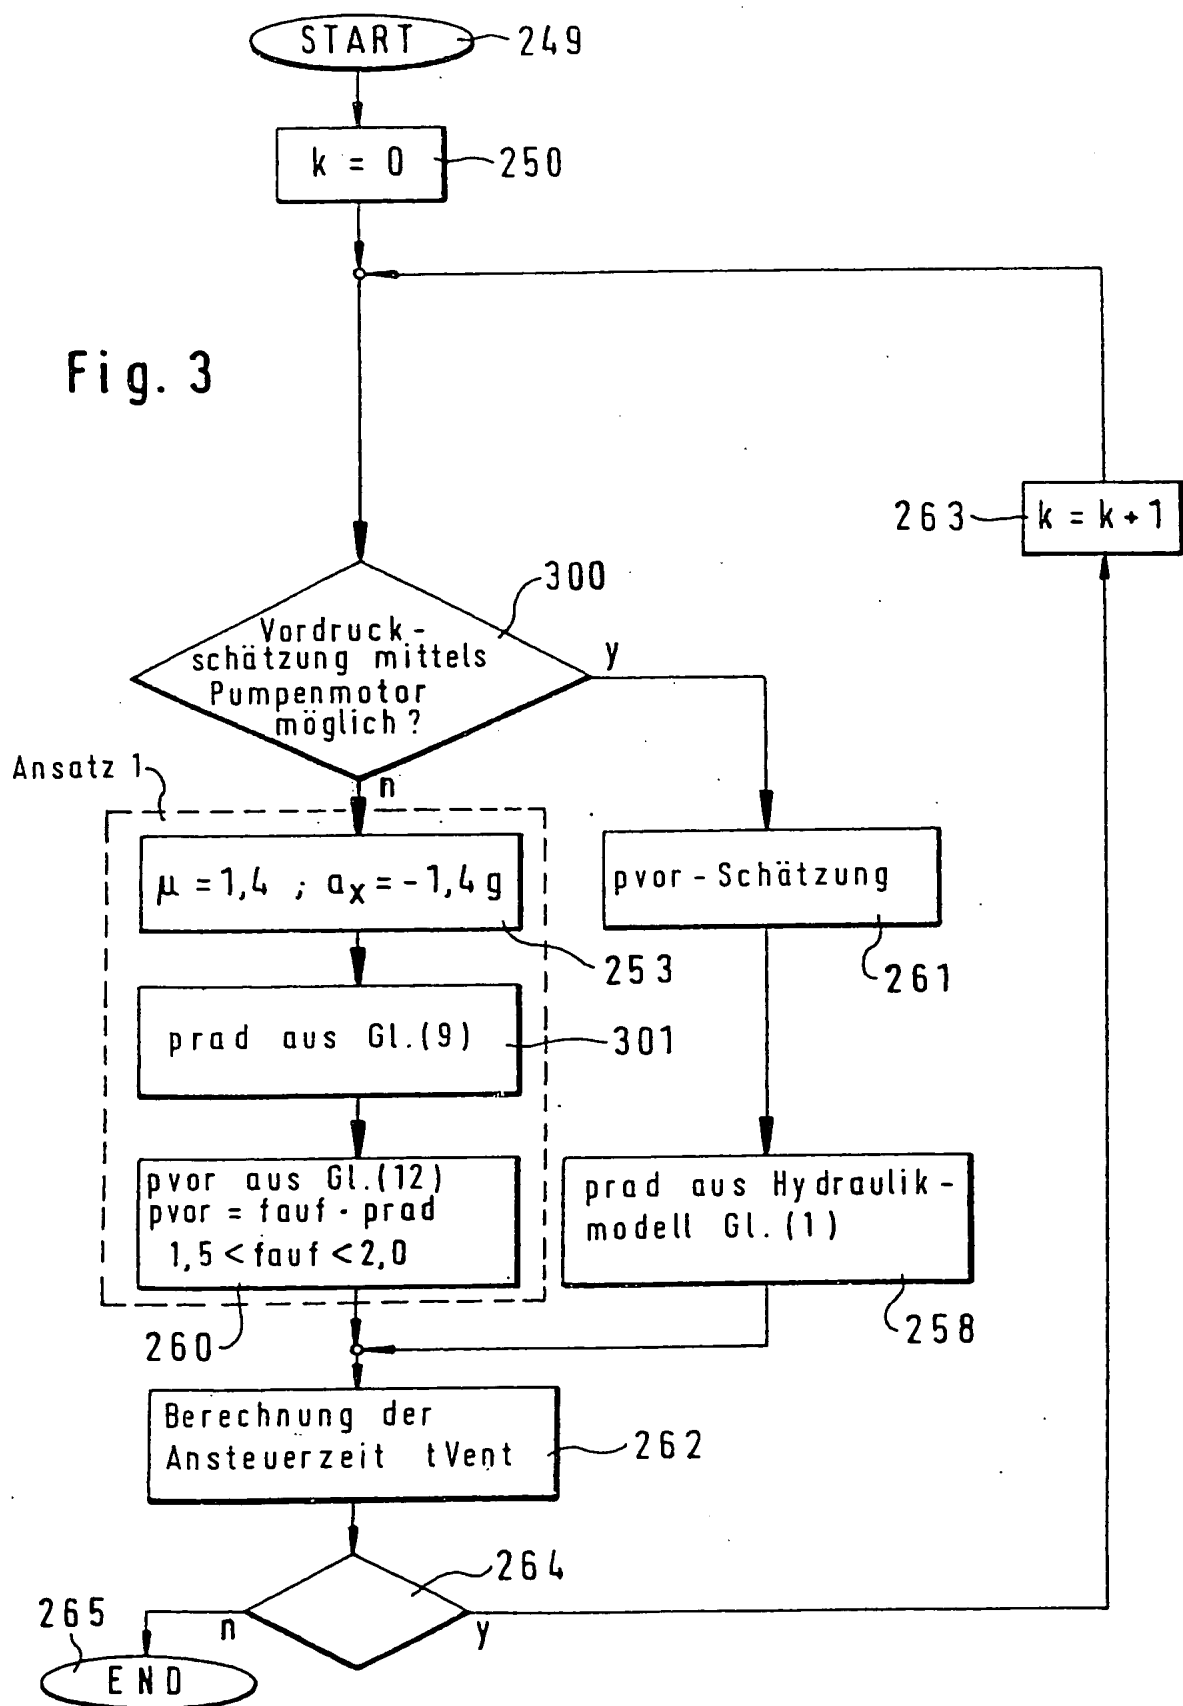 START
249
k = 0
250
Fig. 3
263
k = k + 1
300
Vordruck-
schätzung mittels
Pumpenmotor
möglich?
y
n
Ansatz 1
μ = 1,4 ; ax = - 1,4 g
253
pvor - Schätzung
261
prad aus Gl.(9)
301
pvor aus Gl.(12)
pvor = fauf · prad
1,5 < fauf < 2,0
260
prad aus Hydraulik-
modell Gl.(1)
258
Berechnung der
Ansteuerzeit tVent
262
264
n
y
265
END